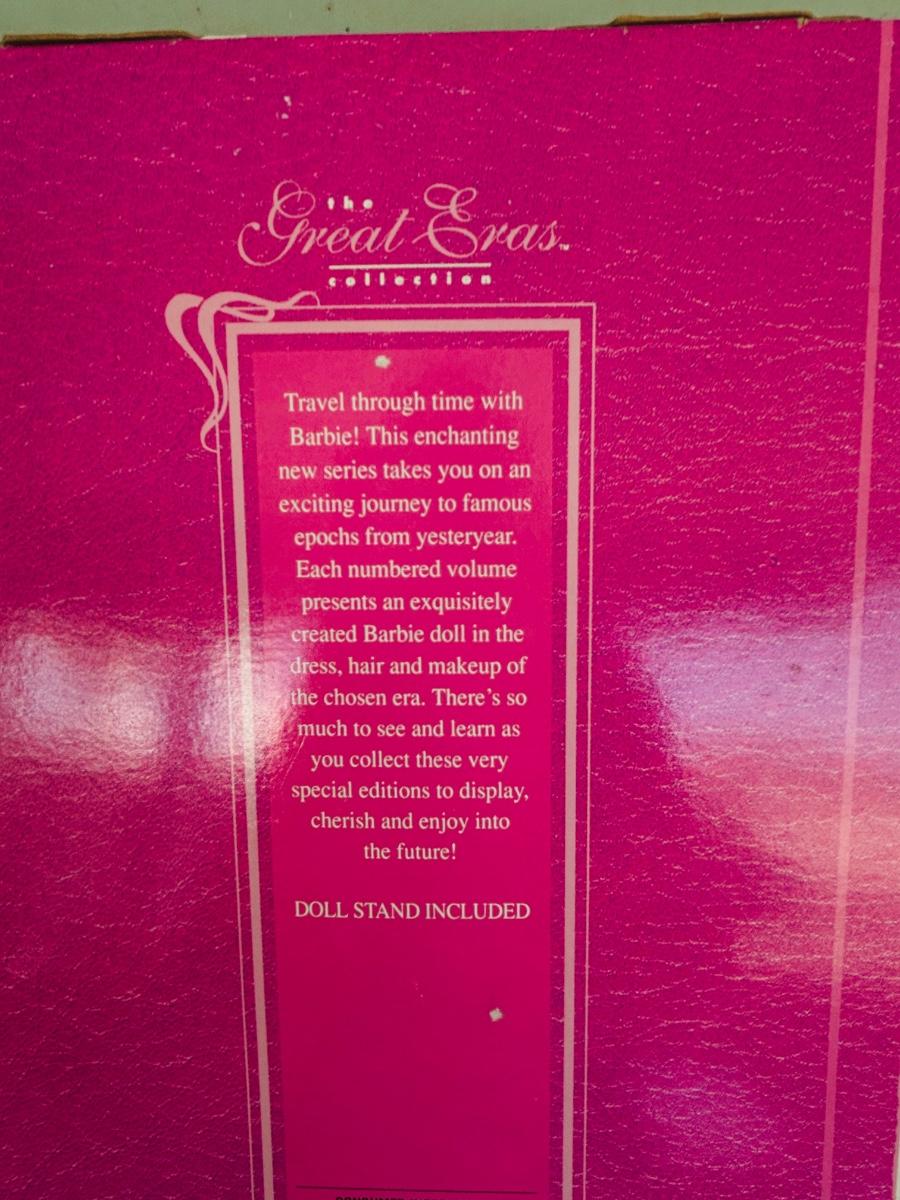 the
Great Eras™
collection
Travel through time with
Barbie! This enchanting
new series takes you on an
exciting journey to famous
epochs from yesteryear.
Each numbered volume
presents an exquisitely
created Barbie doll in the
dress, hair and makeup of
the chosen era. There's so
much to see and learn as
you collect these very
special editions to display,
cherish and enjoy into
the future!
DOLL STAND INCLUDED